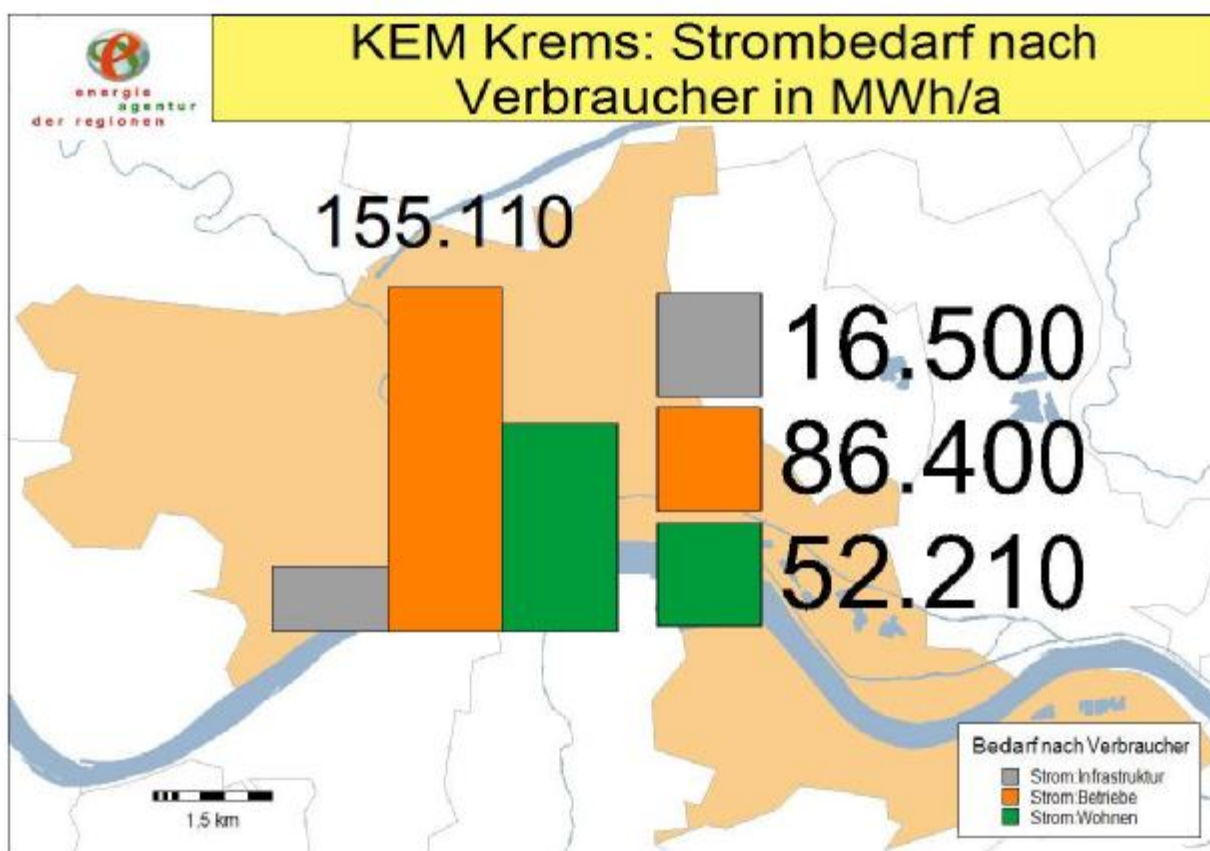 energie
agentur
der regionen
KEM Krems: Strombedarf nach
Verbraucher in MWh/a
155.110
16.500
86.400
52.210
Bedarf nach Verbraucher
Strom:Infrastruktur
Strom:Betriebe
Strom:Wohnen
1,5 km